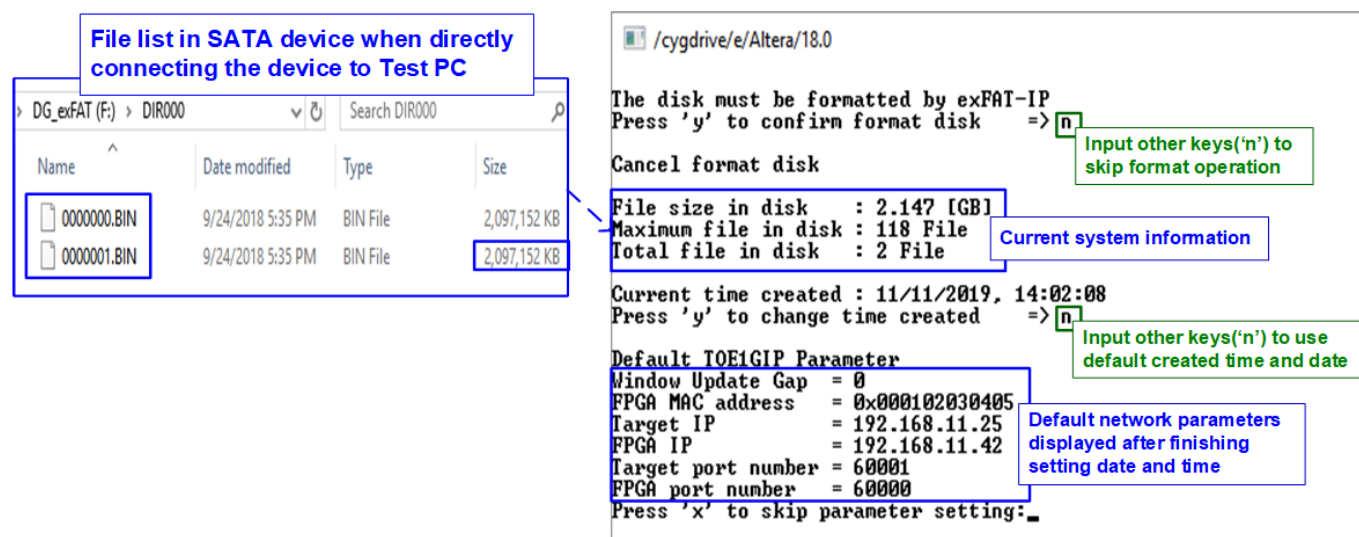 File list in SATA device when directly
connecting the device to Test PC
DG_exFAT (F:) > DIR000
Search DIR000
Name Date modified Type Size
0000000.BIN 9/24/2018 5:35 PM BIN File 2,097,152 KB
0000001.BIN 9/24/2018 5:35 PM BIN File 2,097,152 KB
/cygdrive/e/Altera/18.0
The disk must be formatted by exFAT-IP
Press 'y' to confirm format disk => n
Input other keys('n') to
skip format operation
Cancel format disk
File size in disk : 2.147 [GB]
Maximum file in disk : 118 File
Total file in disk : 2 File
Current system information
Current time created : 11/11/2019, 14:02:08
Press 'y' to change time created => n
Input other keys('n') to use
default created time and date
Default TOE1GIP Parameter
Window Update Gap = 0
FPGA MAC address = 0x000102030405
Target IP = 192.168.11.25
FPGA IP = 192.168.11.42
Target port number = 60001
FPGA port number = 60000
Default network parameters
displayed after finishing
setting date and time
Press 'x' to skip parameter setting:_